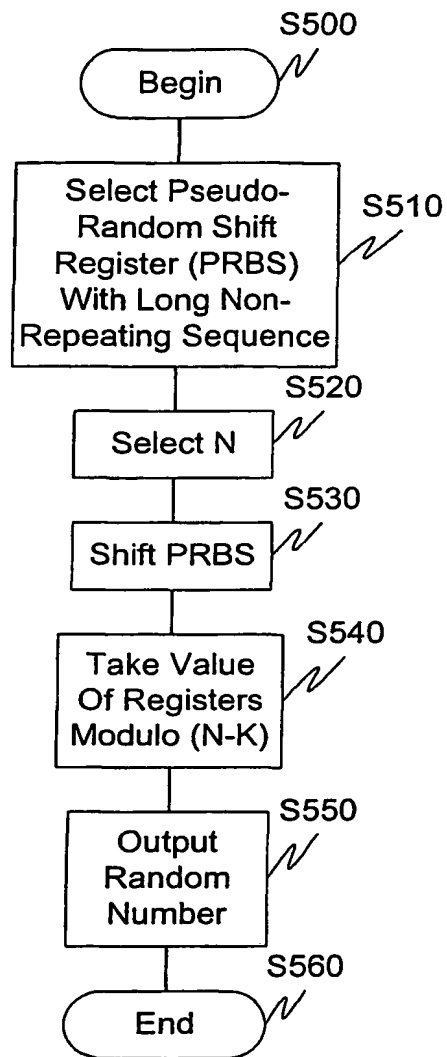 S500
Begin
S510
Select Pseudo-
Random Shift
Register (PRBS)
With Long Non-
Repeating Sequence
S520
Select N
S530
Shift PRBS
S540
Take Value
Of Registers
Modulo (N-K)
S550
Output
Random
Number
S560
End